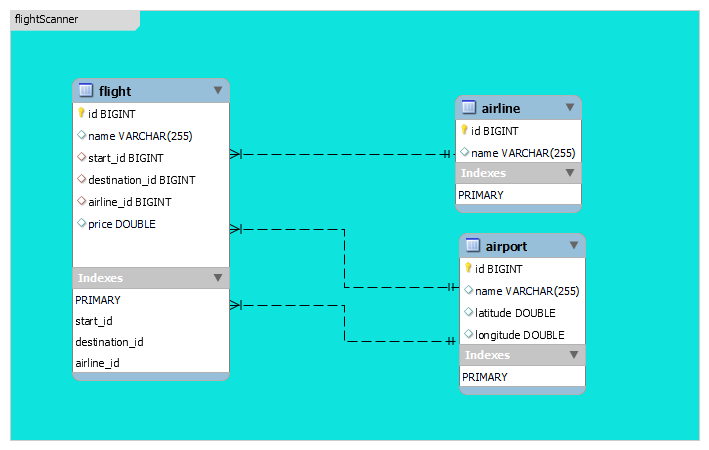 flightScanner
flight
id BIGINT
name VARCHAR(255)
start_id BIGINT
destination_id BIGINT
airline_id BIGINT
price DOUBLE
Indexes
PRIMARY
start_id
destination_id
airline_id
airline
id BIGINT
name VARCHAR(255)
Indexes
PRIMARY
airport
id BIGINT
name VARCHAR(255)
latitude DOUBLE
longitude DOUBLE
Indexes
PRIMARY